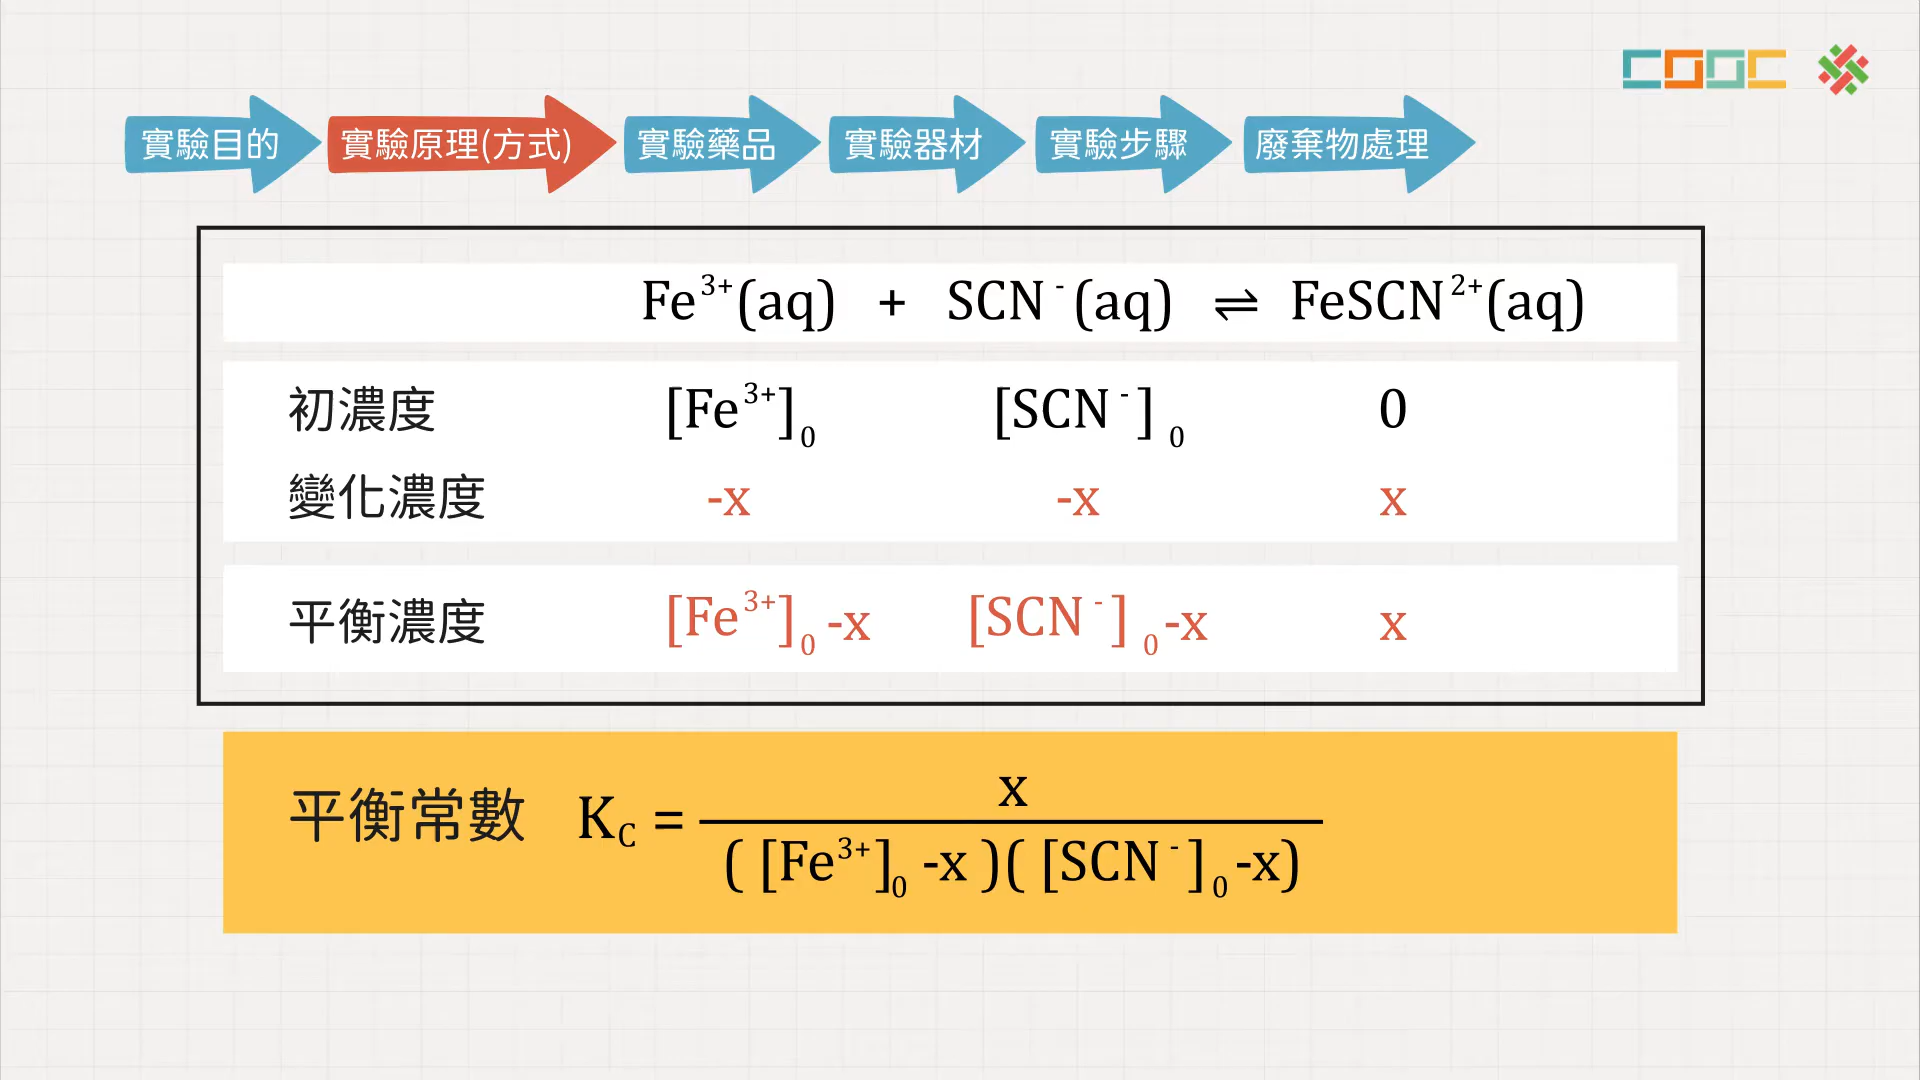 COOC
實驗目的 實驗原理(方式) 實驗藥品 實驗器材 實驗步驟 廢棄物處理
Fe³⁺(aq) + SCN⁻(aq) ⇌ FeSCN²⁺(aq)
初濃度 [Fe³⁺]₀ [SCN⁻]₀ 0
變化濃度 -x -x x
平衡濃度 [Fe³⁺]₀-x [SCN⁻]₀-x x
x
平衡常數 K_C =
([Fe³⁺]₀-x)([SCN⁻]₀-x)